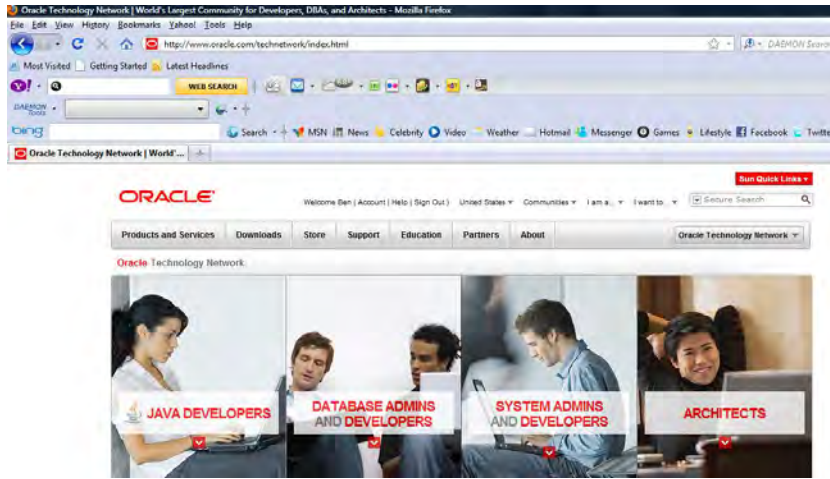 Oracle Technology Network | World's Largest Community for Developers, DBAs, and Architects - Mozilla Firefox
File Edit View History Bookmarks Yahoo! Tools Help
http://www.oracle.com/technetwork/index.html
DAEMON Searc
Most Visited Getting Started Latest Headlines
Y! WEB SEARCH
DAEMON Tools
bing Search MSN News Celebrity Video Weather Hotmail Messenger Games Lifestyle Facebook Twitte
Oracle Technology Network | World'...
Sun Quick Links
ORACLE
Welcome Ben ( Account | Help | Sign Out ) United States Communities I am a... I want to... Secure Search
Products and Services Downloads Store Support Education Partners About Oracle Technology Network
Oracle Technology Network
JAVA DEVELOPERS
DATABASE ADMINS
AND DEVELOPERS
SYSTEM ADMINS
AND DEVELOPERS
ARCHITECTS